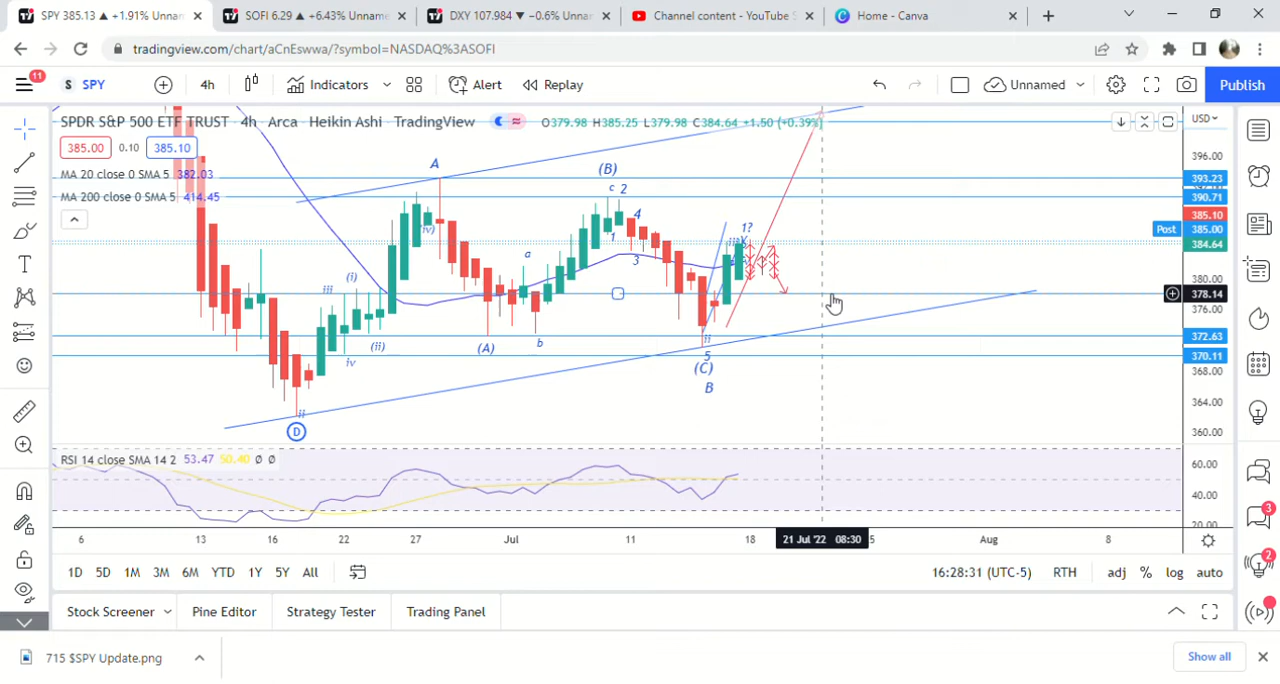 SPY 385.13 ▲ +1.91% Unnam
SOFI 6.29 ▲ +6.43% Unname
DXY 107.984 ▼ −0.6% Unnar
Channel content - YouTube S
Home - Canva
tradingview.com/chart/aCnEswwa/?symbol=NASDAQ%3ASOFI
11
S SPY
4h
Indicators
Alert
Replay
Unnamed
Publish
SPDR S&P 500 ETF TRUST · 4h · Arca · Heikin Ashi · TradingView
O379.98 H385.25 L379.98 C384.64 +1.50 (+0.39%)
USD
385.00 0.10 385.10
MA 20 close 0 SMA 5 382.03
MA 200 close 0 SMA 5 414.45
A
(B)
c 2
iv)
1
4
3
a
1?
(i)
iii
(ii)
iv
(A)
b
ii
5
(C)
B
ii
D
396.00
393.23
390.71
385.10
Post 385.00
384.64
380.00
378.14
376.00
372.63
370.11
368.00
364.00
360.00
RSI 14 close SMA 14 2 53.47 50.40 Ø Ø
60.00
40.00
20.00
6 13 16 22 27 Jul 11 18 21 Jul '22 08:30 5 Aug 8
1D 5D 1M 3M 6M YTD 1Y 5Y All
16:28:31 (UTC-5) RTH adj % log auto
Stock Screener
Pine Editor
Strategy Tester
Trading Panel
3
2
715 $SPY Update.png
Show all